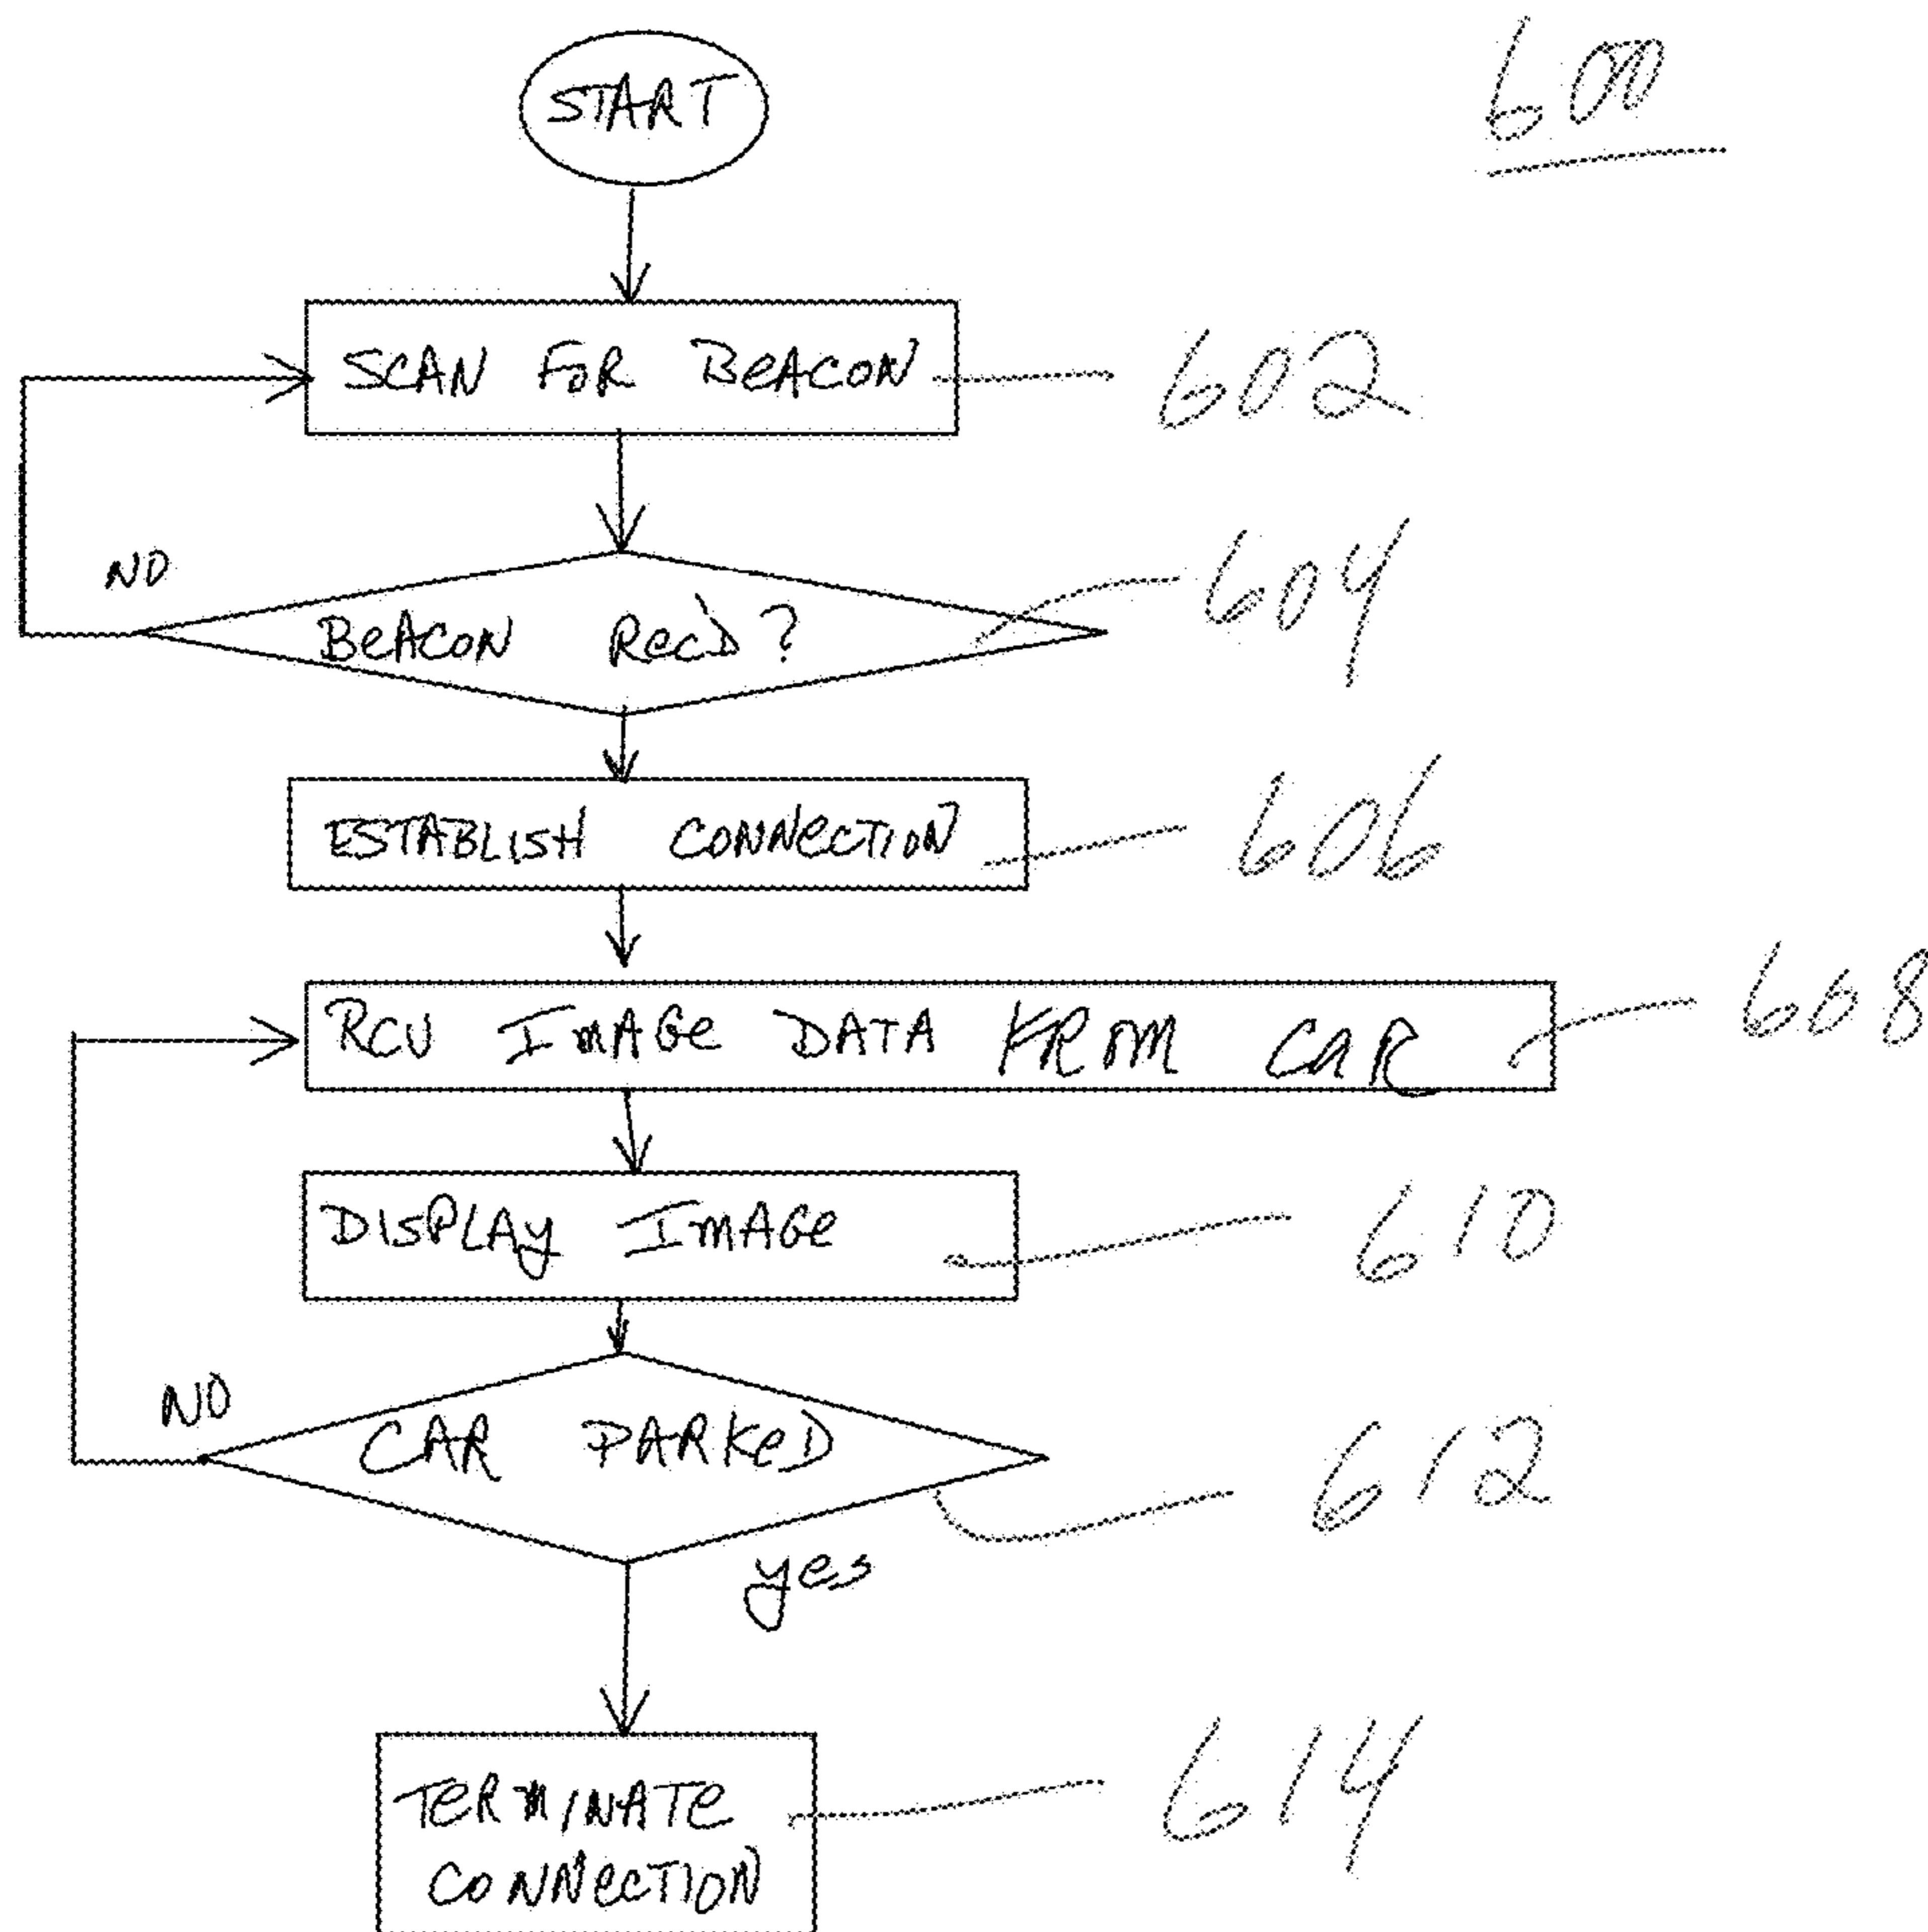 START
600
SCAN FOR BEACON
602
NO
BEACON Rec'D ?
604
ESTABLISH CONNECTION
606
RCV IMAGE DATA FROM CAR
608
DISPLAY IMAGE
610
NO
CAR PARKED
612
yes
TERMINATE
CONNECTION
614